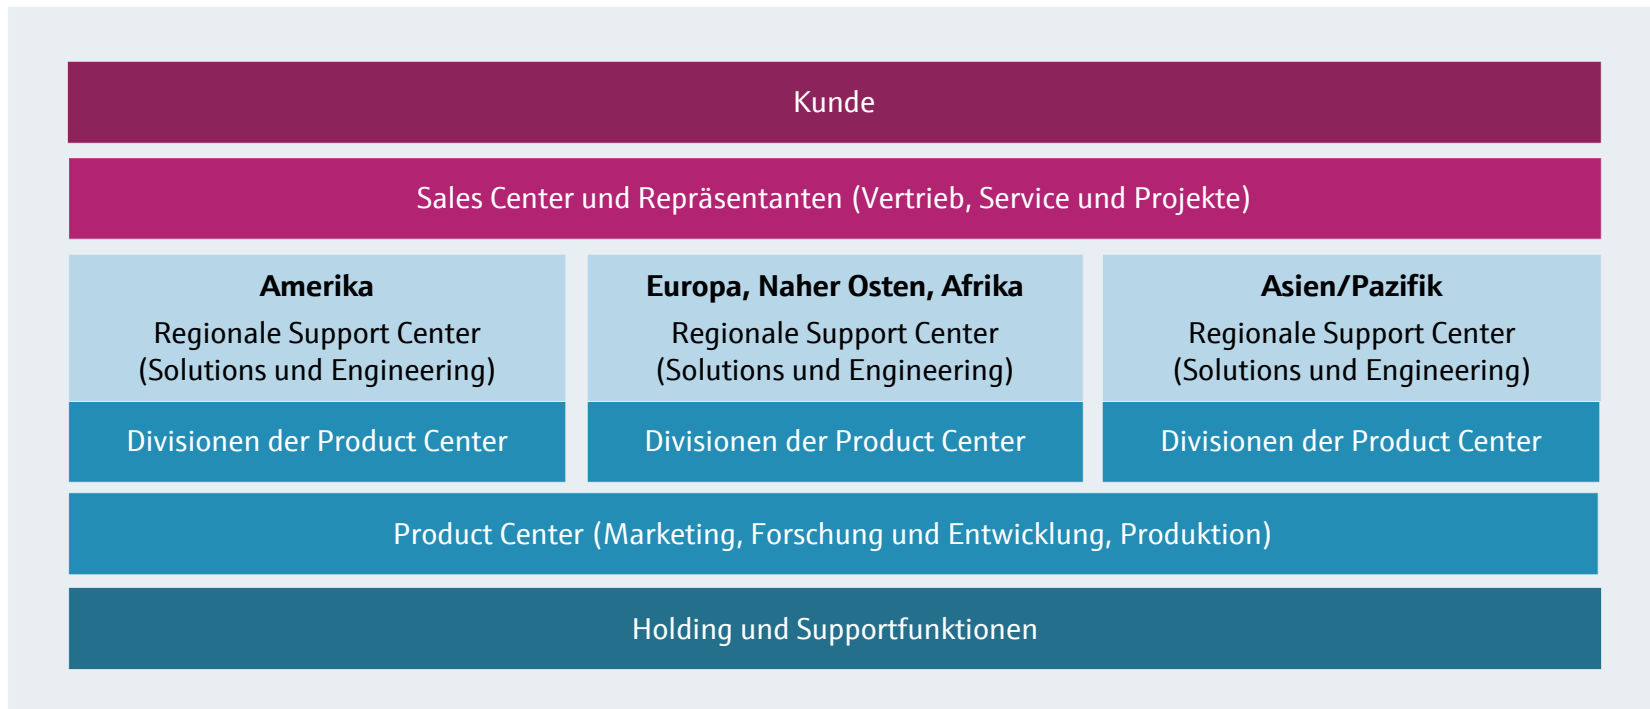 Kunde
Sales Center und Repräsentanten (Vertrieb, Service und Projekte)
Amerika
Regionale Support Center
(Solutions und Engineering)
Divisionen der Product Center
Europa, Naher Osten, Afrika
Regionale Support Center
(Solutions und Engineering)
Divisionen der Product Center
Asien/Pazifik
Regionale Support Center
(Solutions und Engineering)
Divisionen der Product Center
Product Center (Marketing, Forschung und Entwicklung, Produktion)
Holding und Supportfunktionen